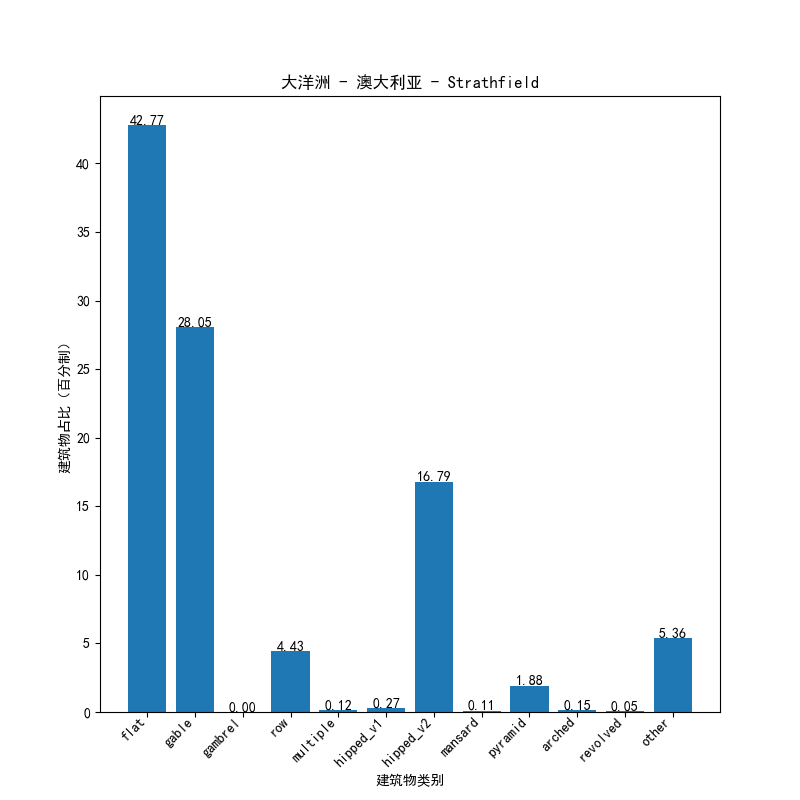 大洋洲 - 澳大利亚 - Strathfield
建筑物占比（百分制）
40
35
30
25
20
15
10
5
0
42.77
28.05
0.00
4.43
0.12
0.27
16.79
0.11
1.88
0.15
0.05
5.36
flat
gable
gambrel
row
multiple
hipped_v1
hipped_v2
mansard
pyramid
arched
revolved
other
建筑物类别